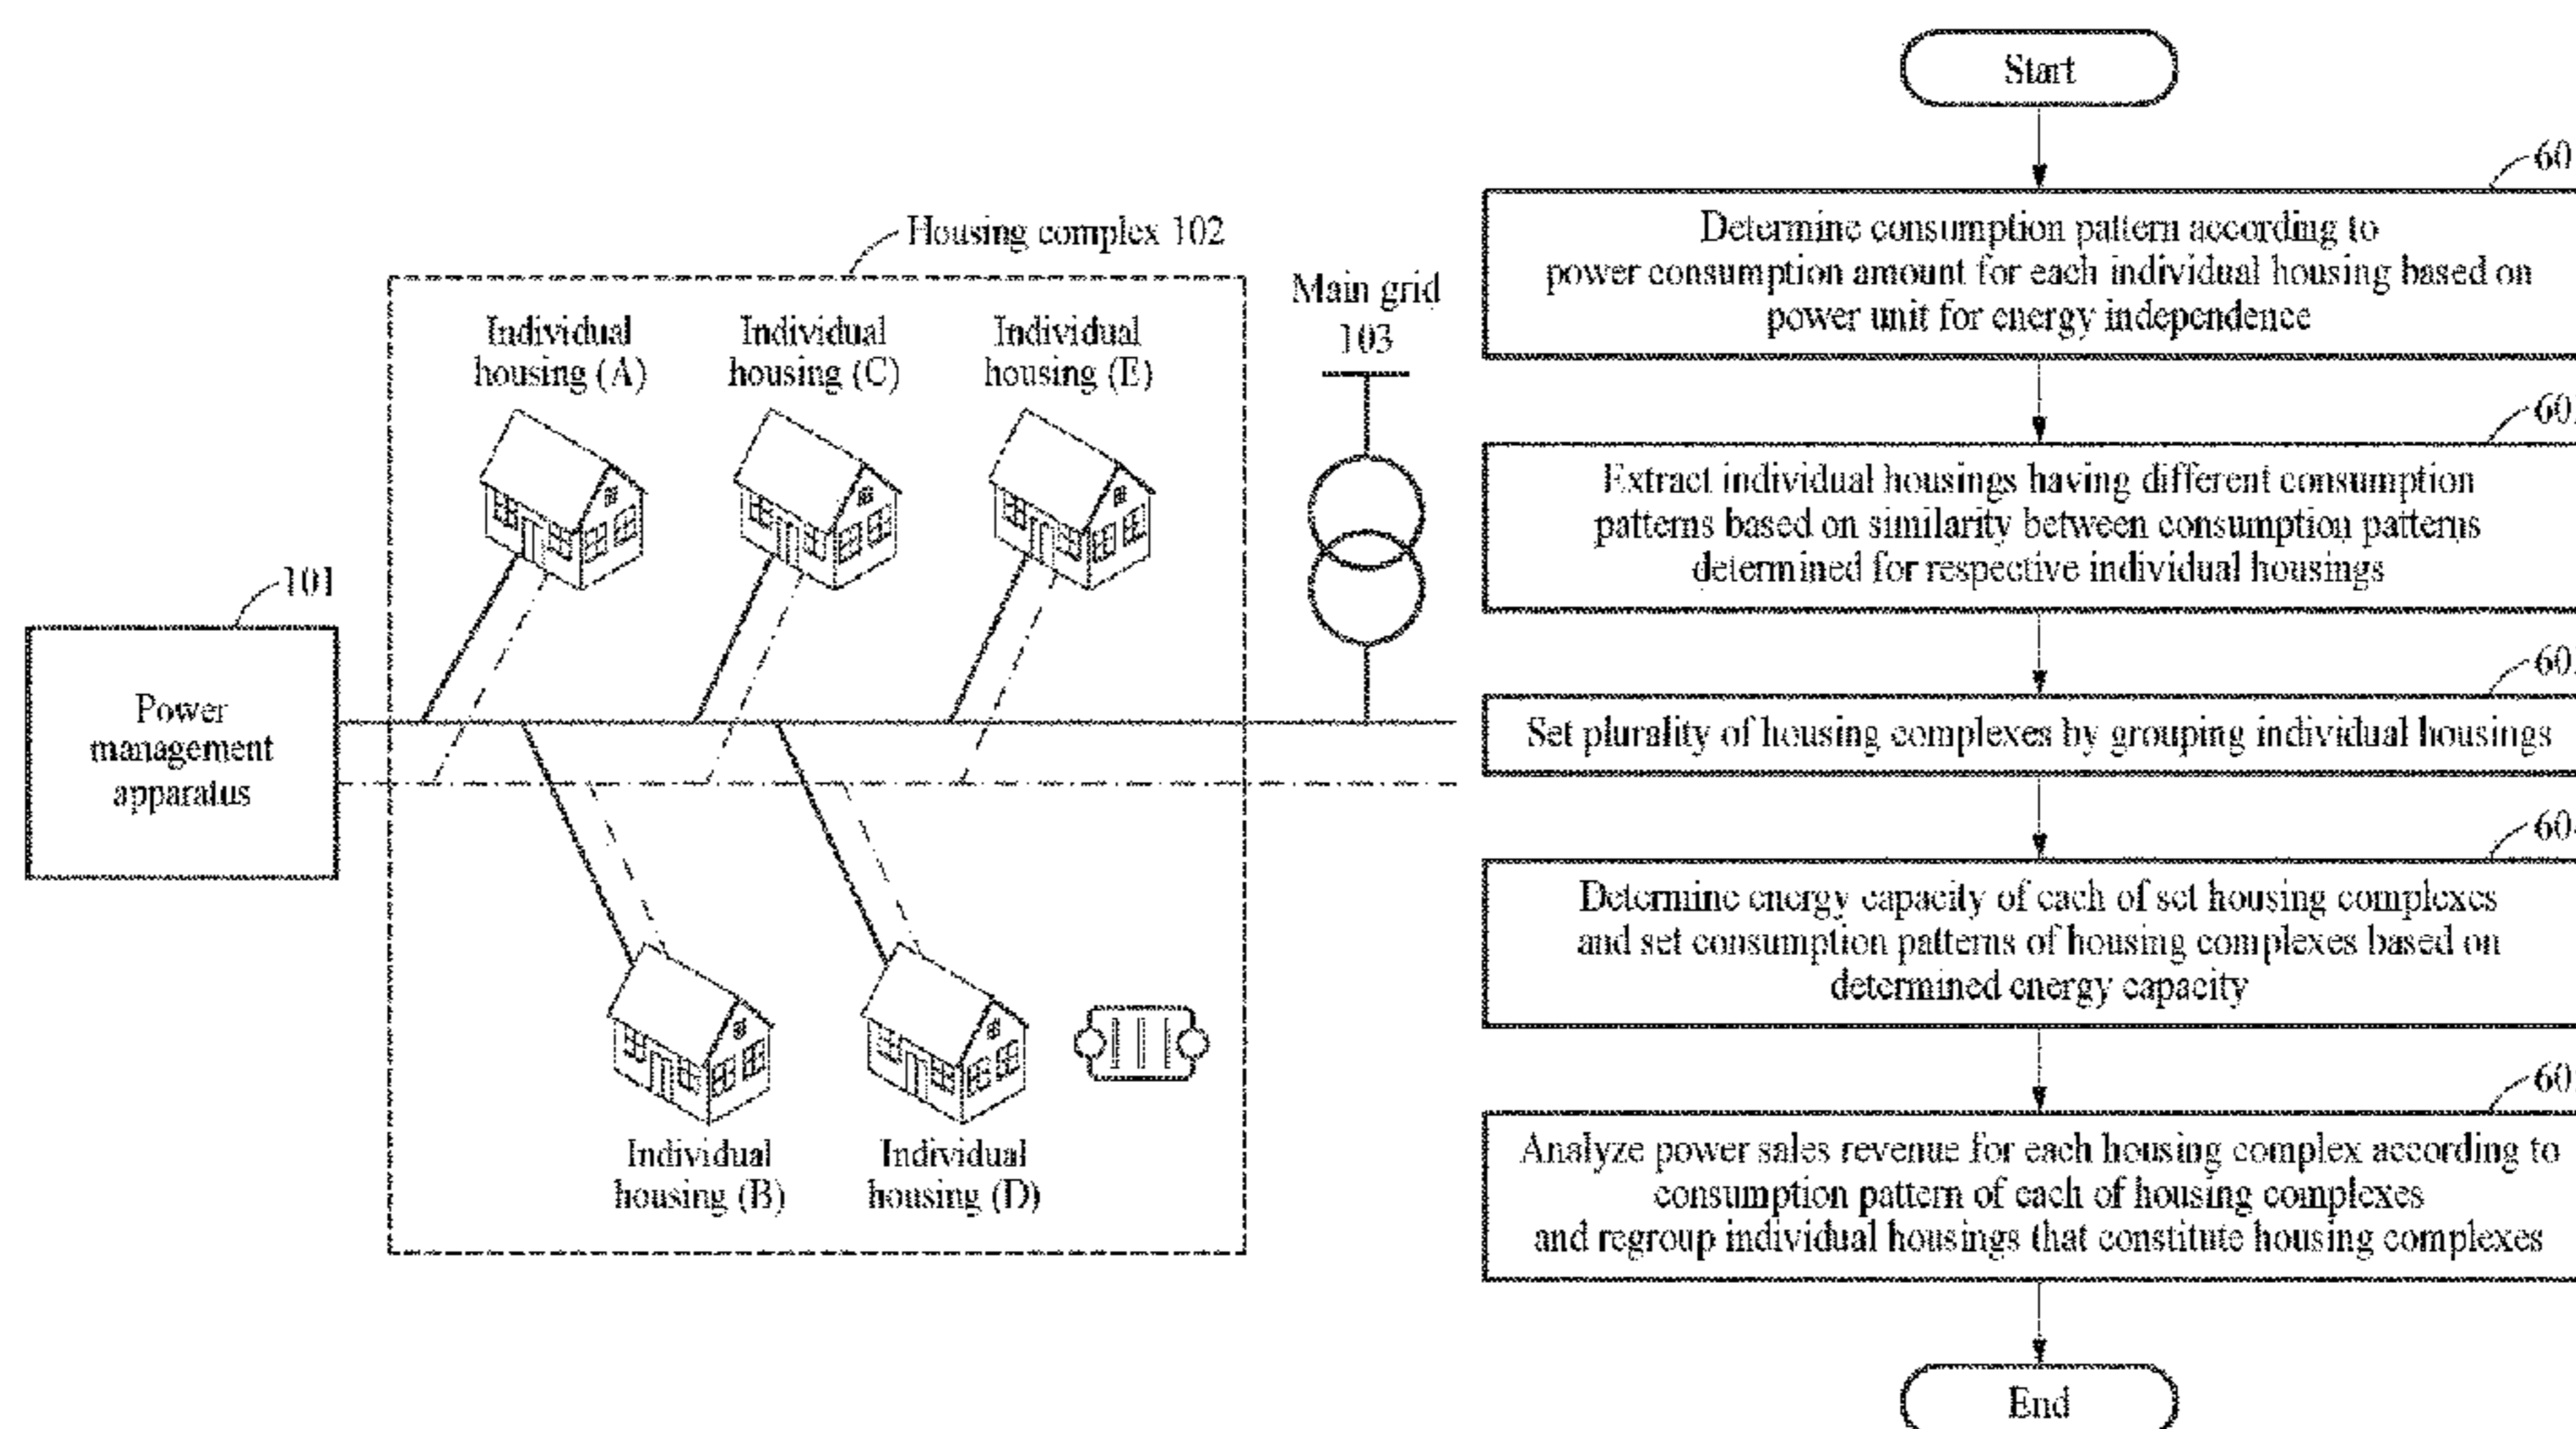 Housing complex 102
Main grid
103
Individual
housing (A)
Individual
housing (C)
Individual
housing (E)
101
Power
management
apparatus
Individual
housing (B)
Individual
housing (D)
Start
60
Determine consumption pattern according to
power consumption amount for each individual housing based on
power unit for energy independence
60
Extract individual housings having different consumption
patterns based on similarity between consumption patterns
determined for respective individual housings
60
Set plurality of housing complexes by grouping individual housings
60
Determine energy capacity of each of set housing complexes
and set consumption patterns of housing complexes based on
determined energy capacity
60
Analyze power sales revenue for each housing complex according to
consumption pattern of each of housing complexes
and regroup individual housings that constitute housing complexes
End